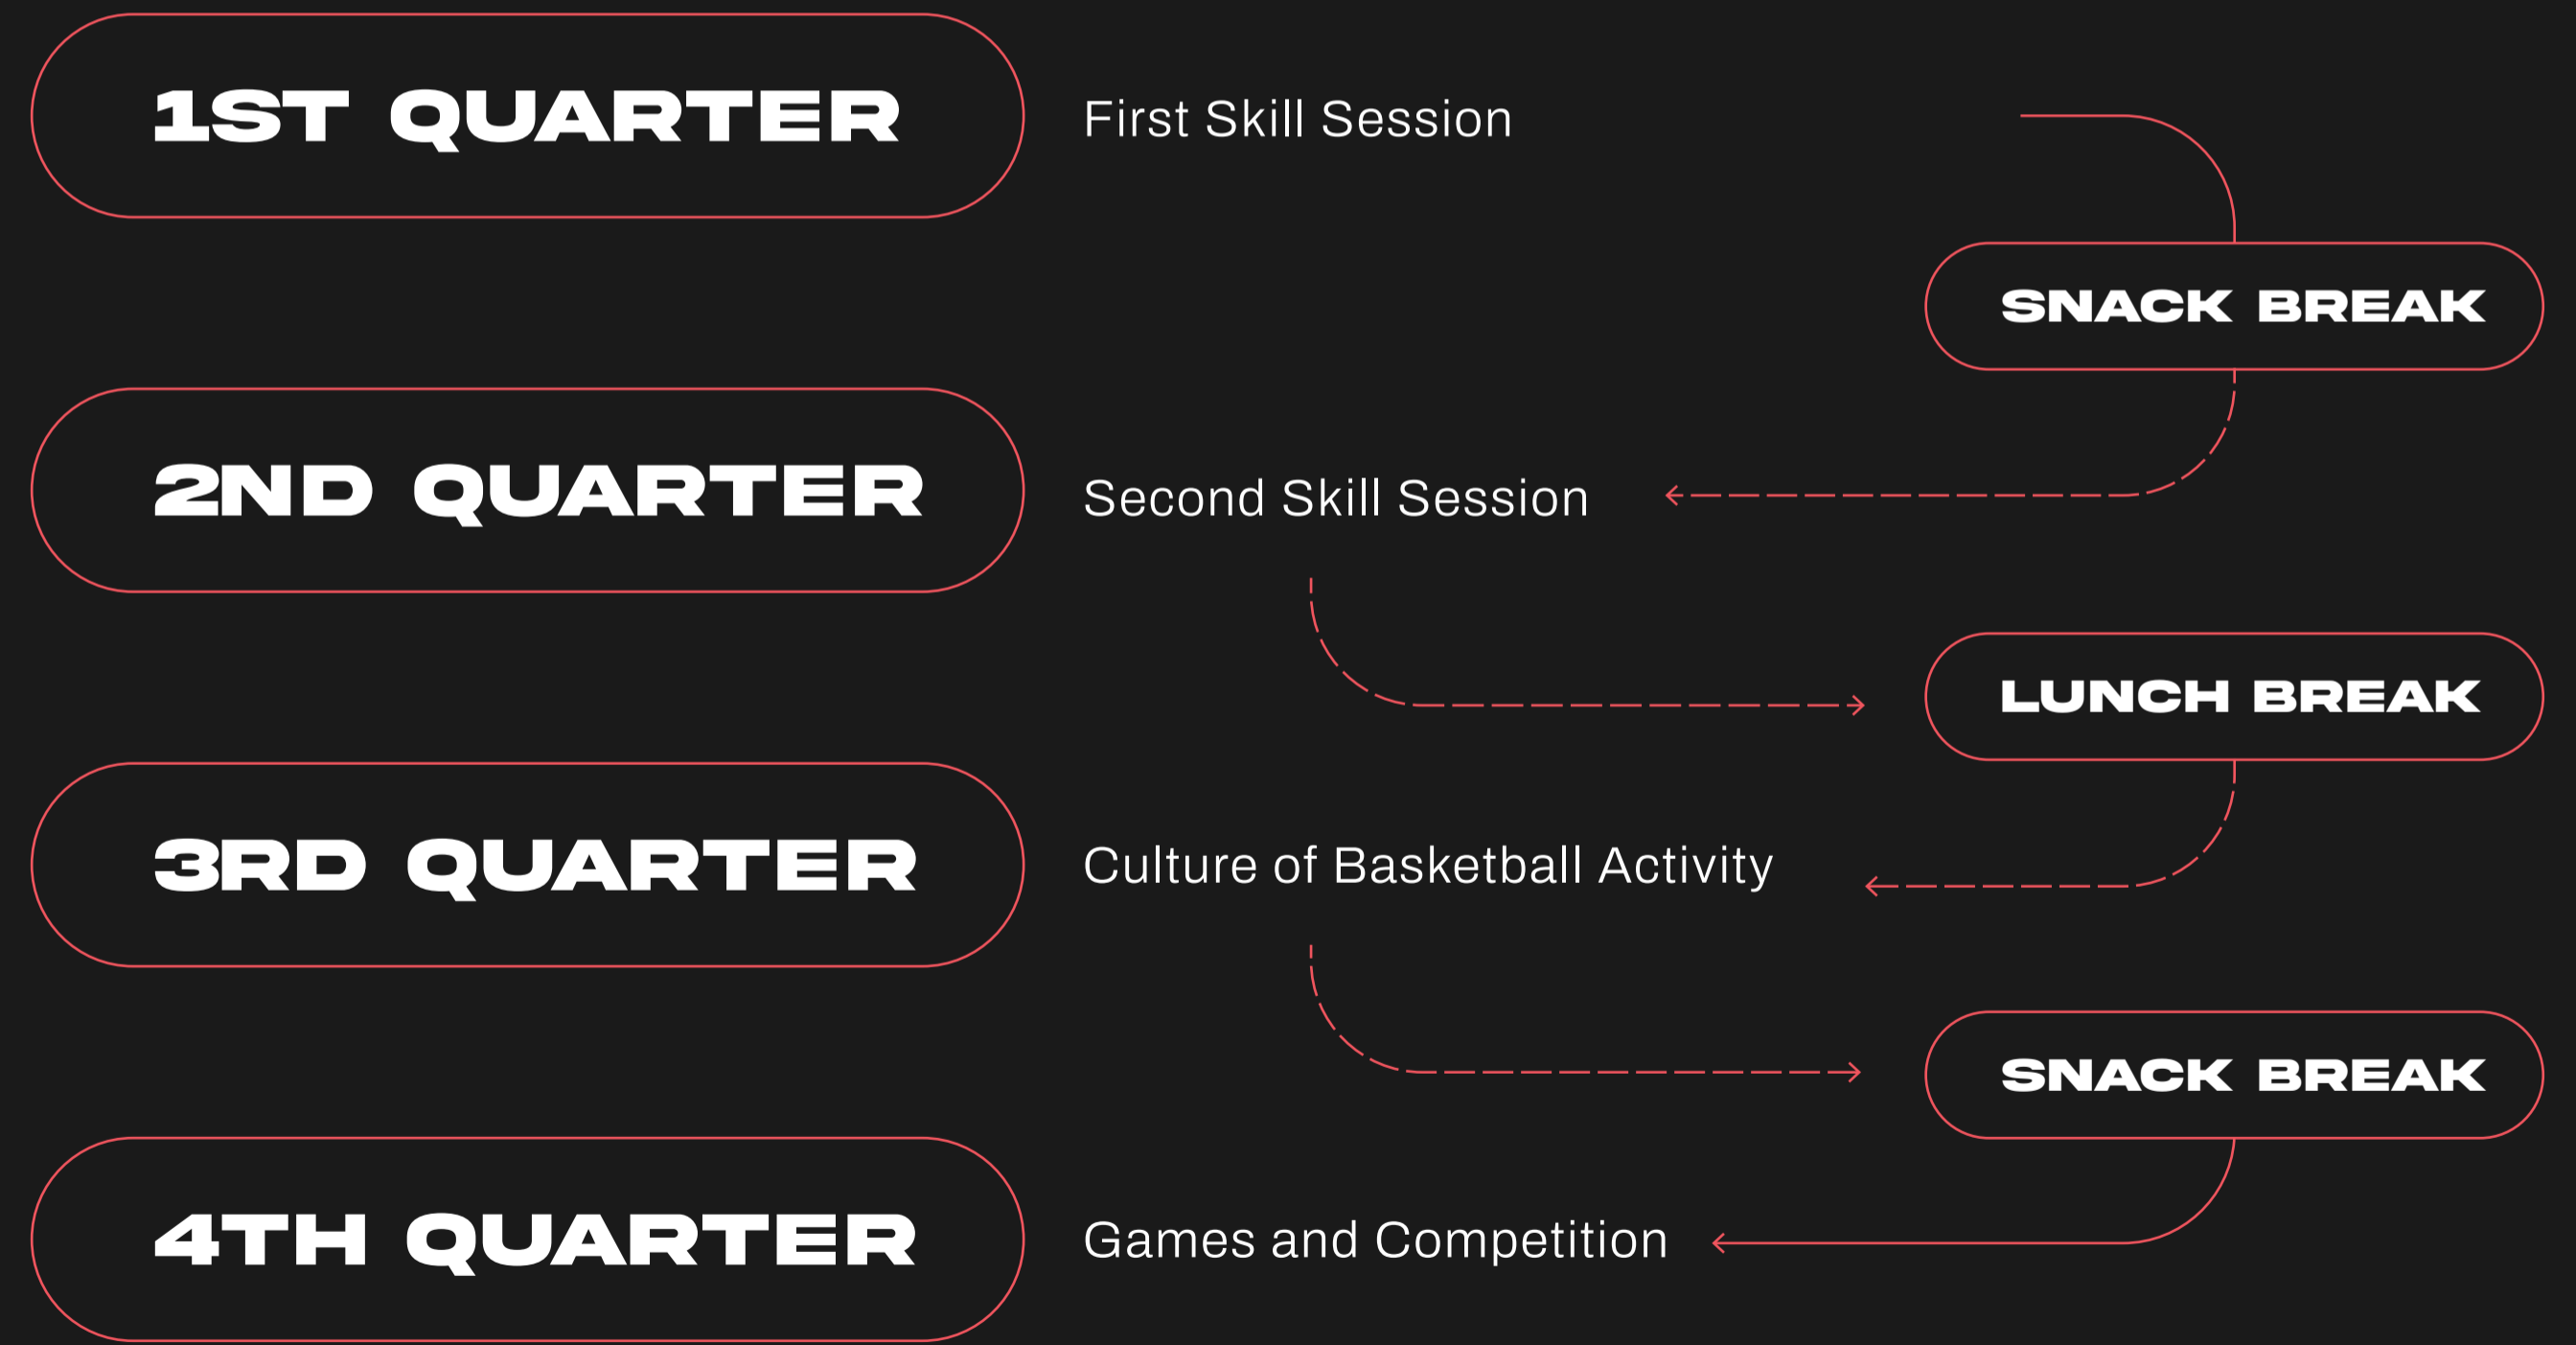 1ST QUARTER
First Skill Session
SNACK BREAK
2ND QUARTER
Second Skill Session
LUNCH BREAK
3RD QUARTER
Culture of Basketball Activity
SNACK BREAK
4TH QUARTER
Games and Competition